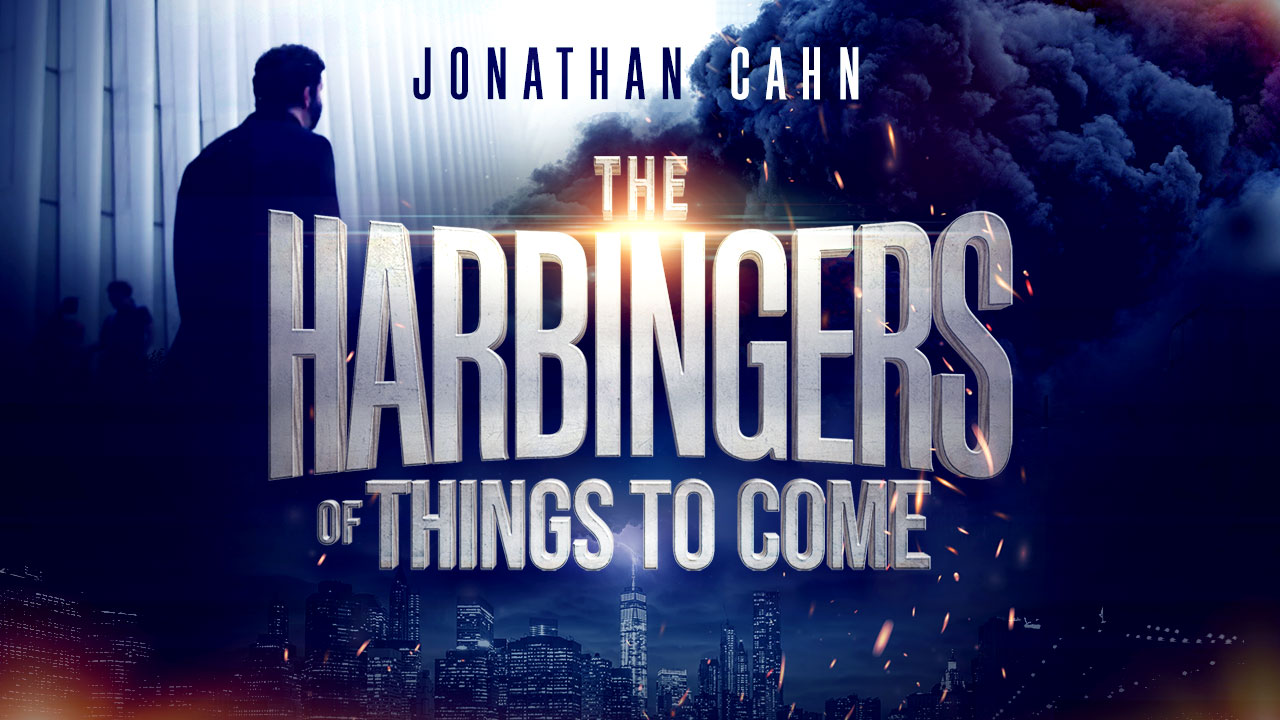 JONATHAN CAHN
THE
HARBINGERS
OF THINGS TO COME